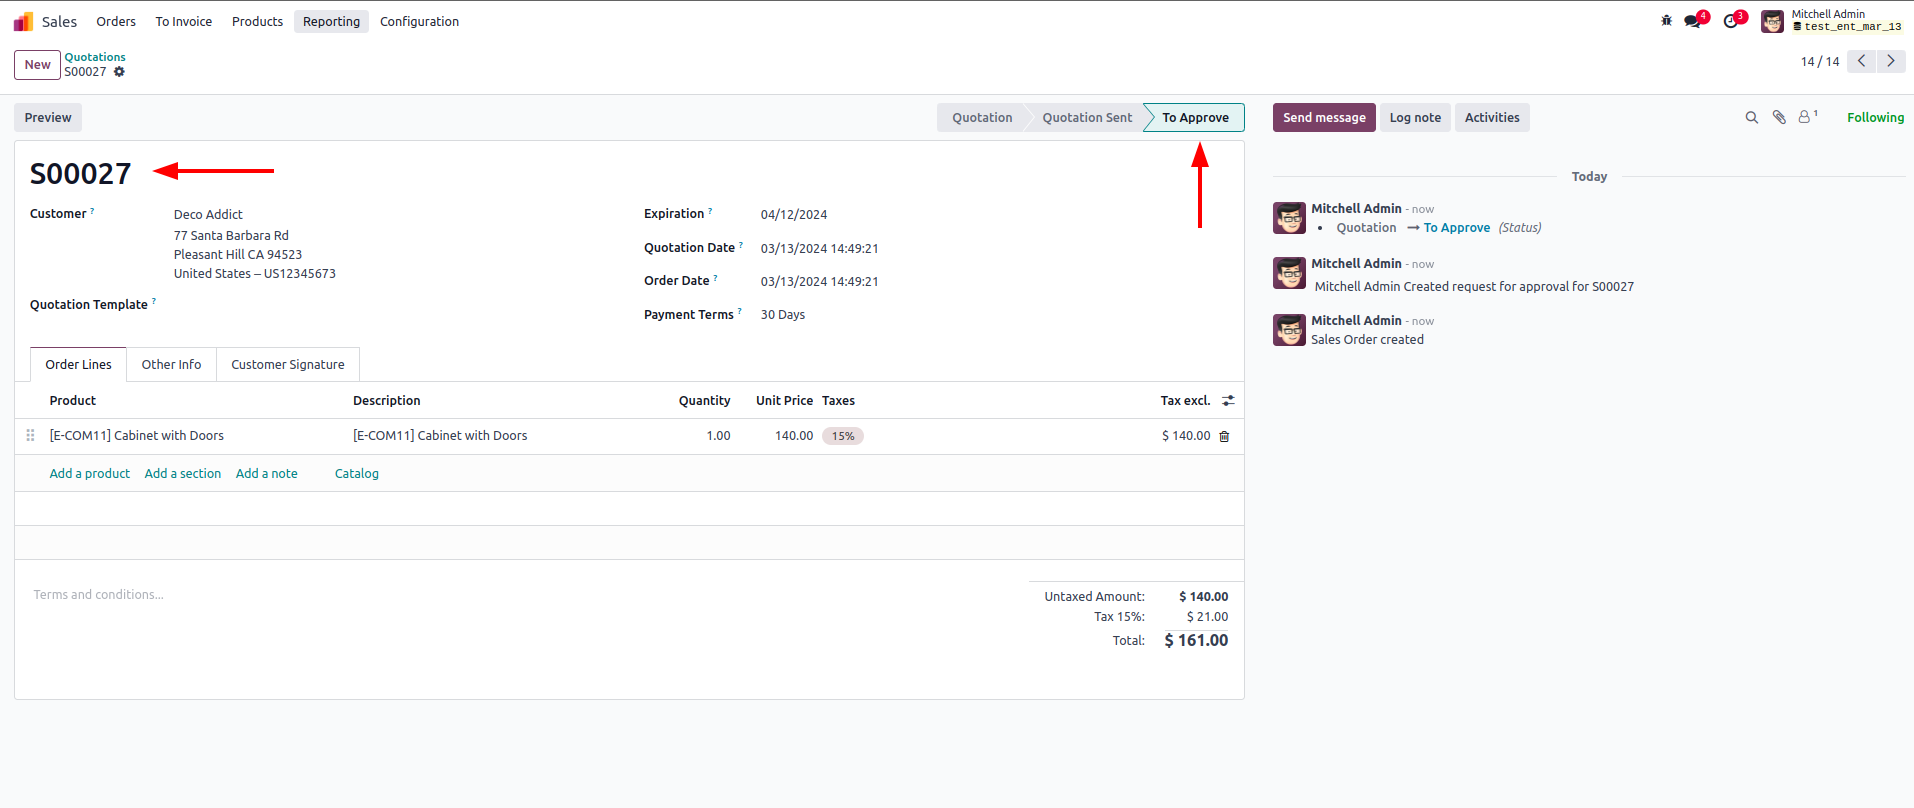 Sales Orders To Invoice Products Reporting Configuration 4 3 Mitchell Admin
test_ent_mar_13
New Quotations
S00027
14 / 14
Preview Quotation Quotation Sent To Approve Send message Log note Activities 1 Following
S00027
Customer ? Deco Addict
77 Santa Barbara Rd
Pleasant Hill CA 94523
United States – US12345673
Quotation Template ?
Expiration ? 04/12/2024
Quotation Date ? 03/13/2024 14:49:21
Order Date ? 03/13/2024 14:49:21
Payment Terms ? 30 Days
Order Lines Other Info Customer Signature
Product Description Quantity Unit Price Taxes Tax excl.
[E-COM11] Cabinet with Doors [E-COM11] Cabinet with Doors 1.00 140.00 15% $ 140.00
Add a product Add a section Add a note Catalog
Terms and conditions...
Untaxed Amount: $ 140.00
Tax 15%: $ 21.00
Total: $ 161.00
Today
Mitchell Admin - now
• Quotation → To Approve (Status)
Mitchell Admin - now
Mitchell Admin Created request for approval for S00027
Mitchell Admin - now
Sales Order created